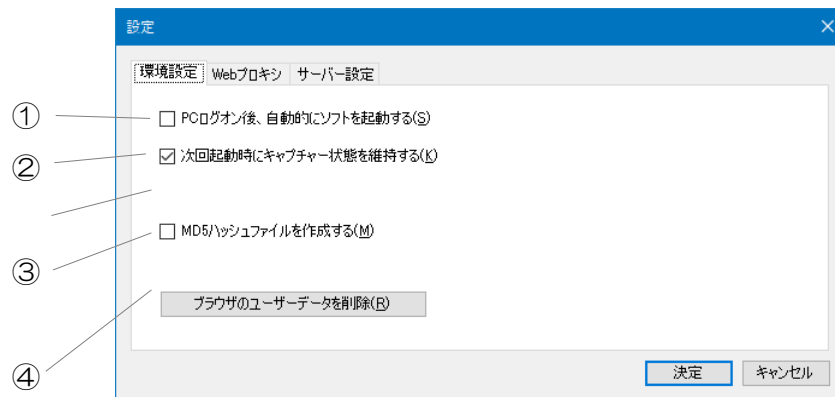 設定
環境設定 Webプロキシ サーバー設定
① PCログオン後、自動的にソフトを起動する(S)
② 次回起動時にキャプチャー状態を維持する(K)
③ MD5ハッシュファイルを作成する(M)
④ ブラウザのユーザーデータを削除(R)
決定 キャンセル